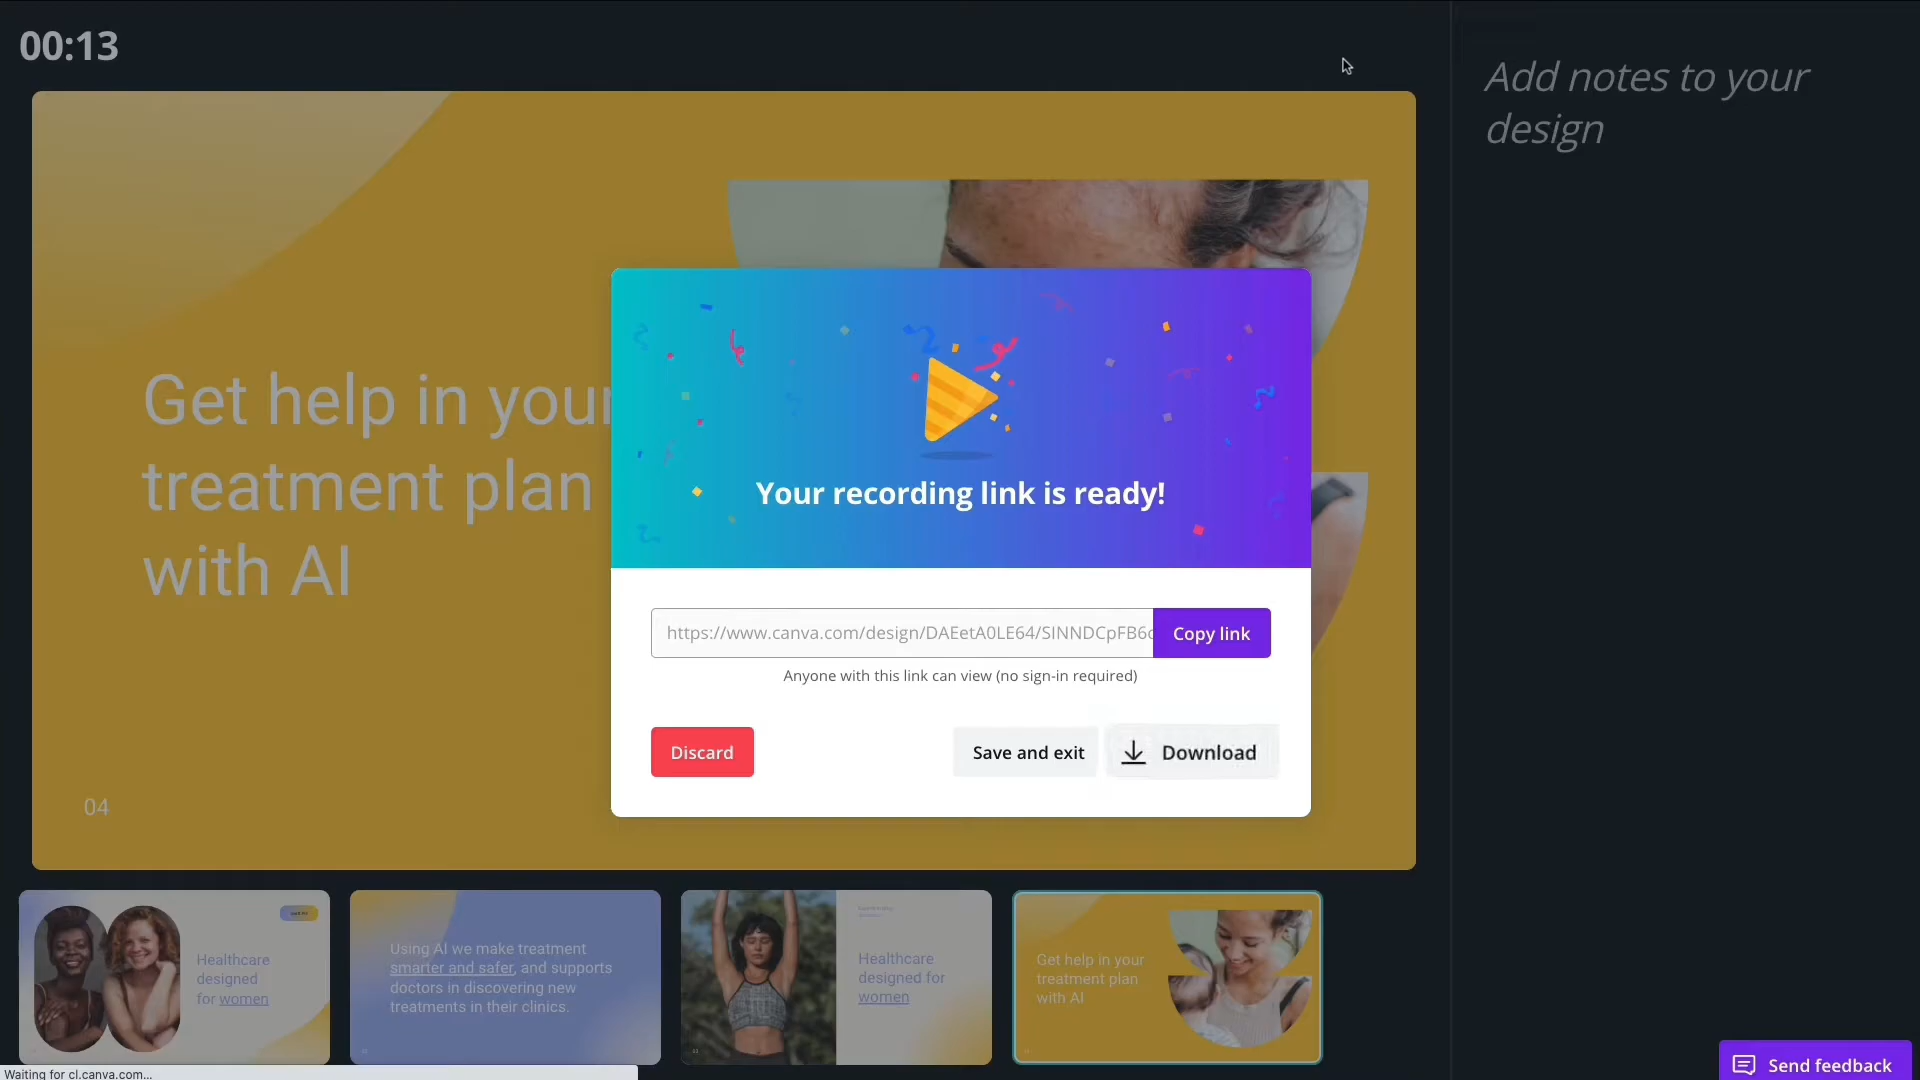 00:13
Add notes to your
design
Get help in your
treatment plan
with AI
04
Your recording link is ready!
https://www.canva.com/design/DAEetA0LE64/SINNDCpFB6
Copy link
Anyone with this link can view (no sign-in required)
Discard
Save and exit
Download
Healthcare
designed
for women
Using AI we make treatment
smarter and safer, and supports
doctors in discovering new
treatments in their clinics.
Healthcare
designed for
women
Get help in your
treatment plan
with AI
Send feedback
Waiting for cl.canva.com...